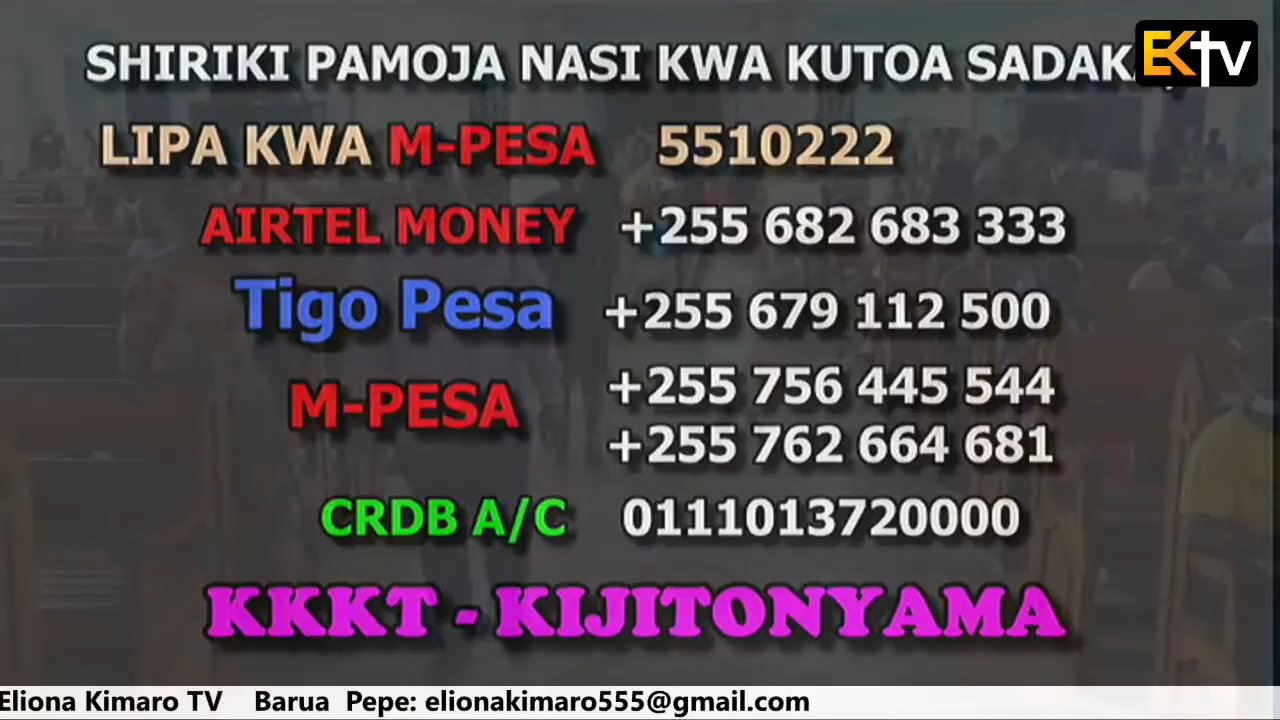 SHIRIKI PAMOJA NASI KWA KUTOA
EKTV
LIPA KWA M-PESA 5510222
AIRTEL MONEY +255 682 683 333
Tigo Pesa +255 679 112 500
M-PESA +255 756 445 544
+255 762 664 681
CRDB A/C 0111013720000
KKKT - KIJITONYAMA
Eliona Kimaro TV Barua Pepe: elionakimaro555@gmail.com